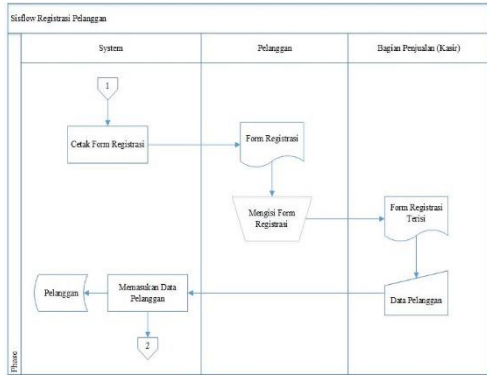 Sisflow Registrasi Pelanggan
System
Pelanggan
Bagian Penjualan (Kasir)
1
Cetak Form Registrasi
Form Registrasi
Mengisi Form
Registrasi
Form Registrasi
Terisi
Pelanggan
Memasukan Data
Pelanggan
Data Pelanggan
2
Phase